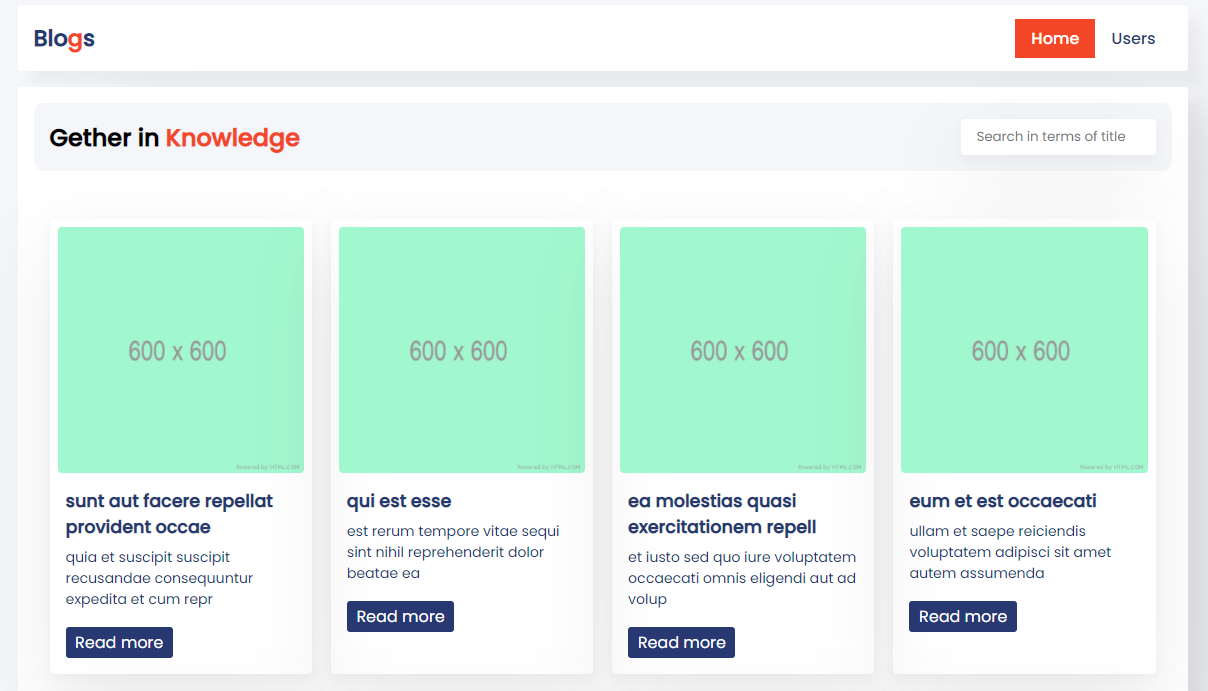 Blogs
Home
Users
Gether in Knowledge
Search in terms of title
600 x 600
Powered by HTML.COM
600 x 600
Powered by HTML.COM
600 x 600
Powered by HTML.COM
600 x 600
Powered by HTML.COM
sunt aut facere repellat
provident occae
quia et suscipit suscipit
recusandae consequuntur
expedita et cum repr
Read more
qui est esse
est rerum tempore vitae sequi
sint nihil reprehenderit dolor
beatae ea
Read more
ea molestias quasi
exercitationem repell
et iusto sed quo iure voluptatem
occaecati omnis eligendi aut ad
volup
Read more
eum et est occaecati
ullam et saepe reiciendis
voluptatem adipisci sit amet
autem assumenda
Read more